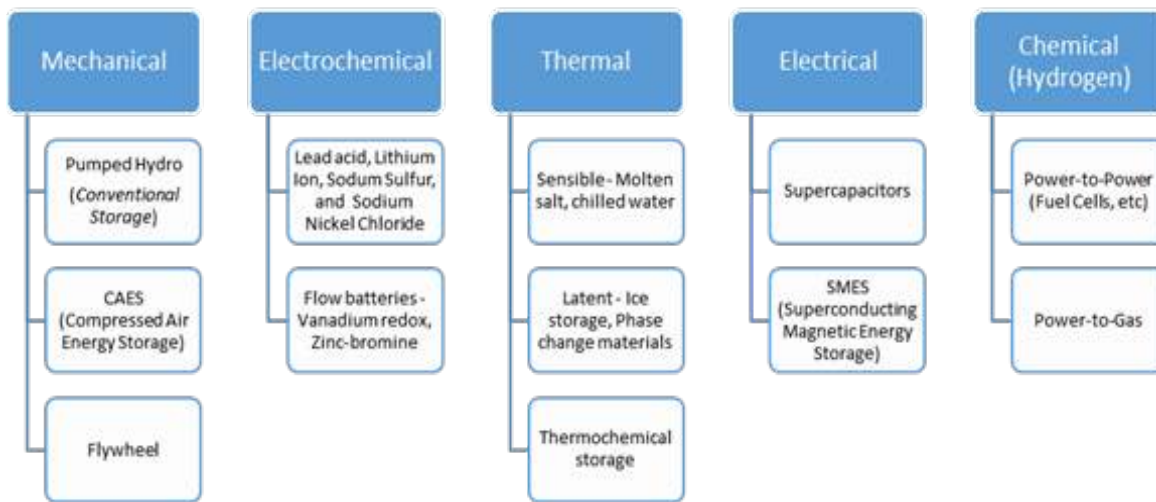 Mechanical
Pumped Hydro
(Conventional
Storage)
CAES
(Compressed Air
Energy Storage)
Flywheel
Electrochemical
Lead acid, Lithium
Ion, Sodum Sulfur,
and Sodium
Nickel Chloride
Flow batteries -
Vanadium redox,
Zinc-bromine
Thermal
Sensible - Molten
salt, chilled water
Latent - Ice
storage, Phase
change materials
Thermochemical
storage
Electrical
Supercapacitors
SMES
(Superconducting
Magnetic Energy
Storage)
Chemical
(Hydrogen)
Power-to-Power
(Fuel Cells, etc)
Power-to-Gas